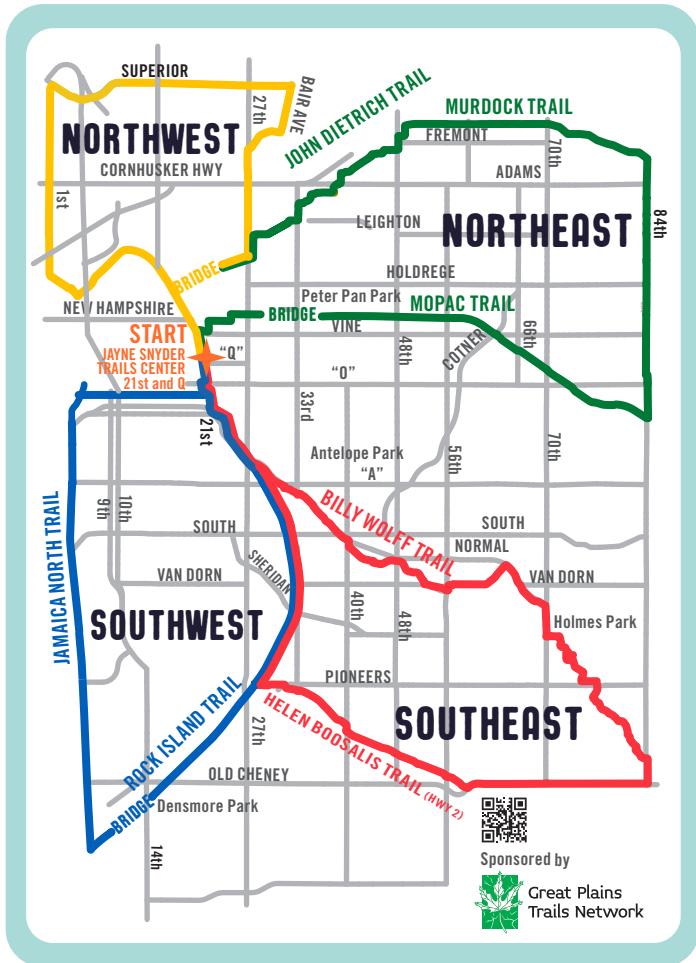 SUPERIOR
27th
BAIR AVE
JOHN DIETRICH TRAIL
MURDOCK TRAIL
NORTHWEST
FREMONT
70th
CORNHUSKER HWY
ADAMS
1st
LEIGHTON
NORTHEAST
84th
BRIDGE
HOLDREGE
NEW HAMPSHIRE
Peter Pan Park
MOPAC TRAIL
BRIDGE
VINE
START
JAYNE SNYDER
TRAILS CENTER
21st and Q
“Q”
48th
COTNER
66th
“O”
33rd
21st
Antelope Park
“A”
56th
70th
JAMAICA NORTH TRAIL
9th
10th
BILLY WOLFF TRAIL
SOUTH
SOUTH
NORMAL
SHERIDAN
VAN DORN
VAN DORN
SOUTHWEST
40th
48th
Holmes Park
PIONEERS
ROCK ISLAND TRAIL
27th
HELEN BOOSALIS TRAIL (HWY 2)
SOUTHEAST
OLD CHENEY
BRIDGE
Densmore Park
14th
Sponsored by
Great Plains
Trails Network